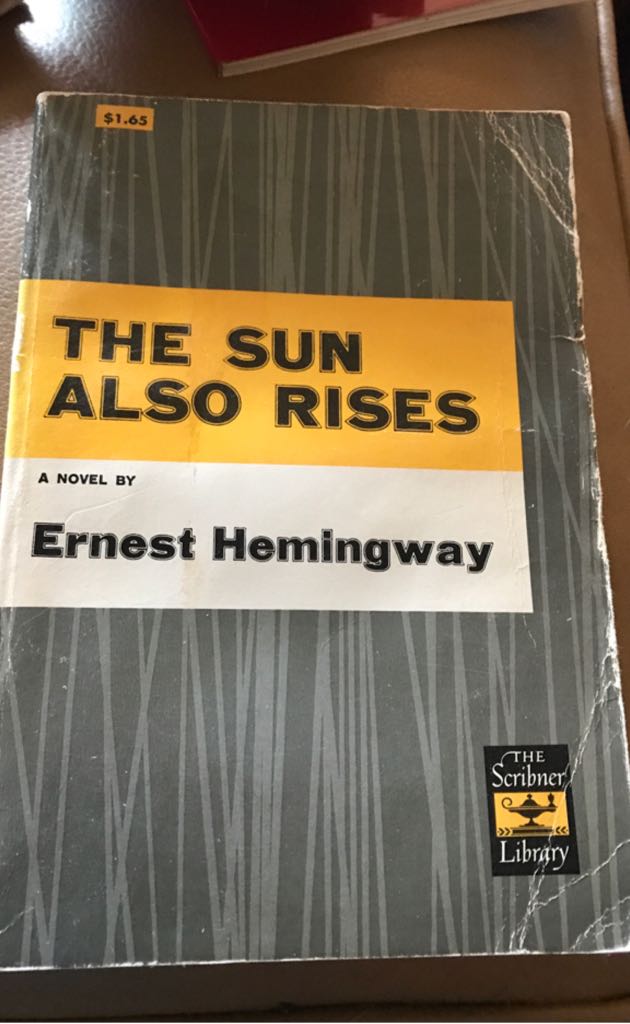 $1.65
THE SUN
ALSO RISES
A NOVEL BY
Ernest Hemingway
THE
Scribner
Library